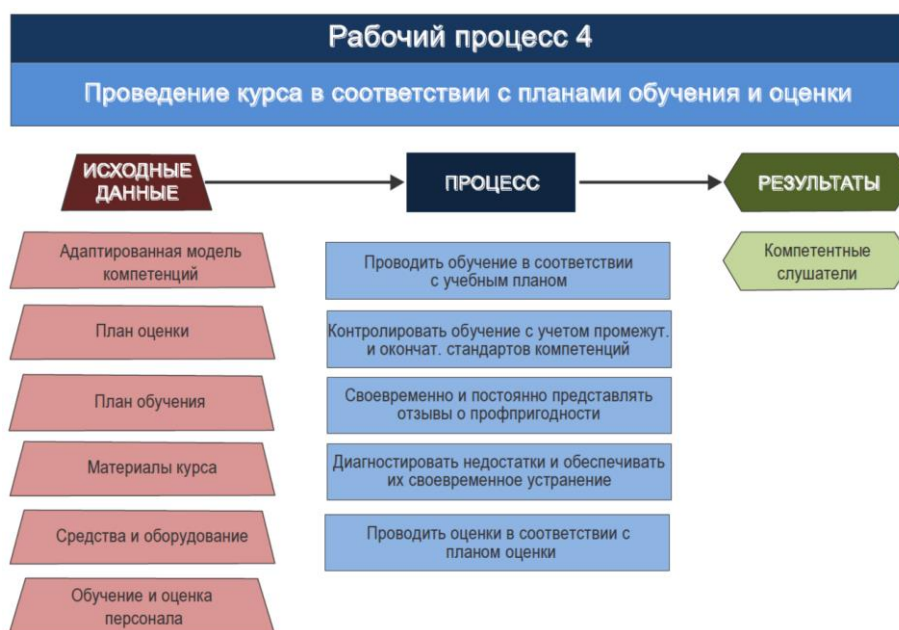 Рабочий процесс 4
Проведение курса в соответствии с планами обучения и оценки
ИСХОДНЫЕ
ДАННЫЕ
ПРОЦЕСС
РЕЗУЛЬТАТЫ
Адаптированная модель
компетенций
План оценки
План обучения
Материалы курса
Средства и оборудование
Обучение и оценка
персонала
Проводить обучение в соответствии
с учебным планом
Контролировать обучение с учетом промежут.
и окончат. стандартов компетенций
Своевременно и постоянно представлять
отзывы о профпригодности
Диагностировать недостатки и обеспечивать
их своевременное устранение
Проводить оценки в соответствии с
планом оценки
Компетентные
слушатели